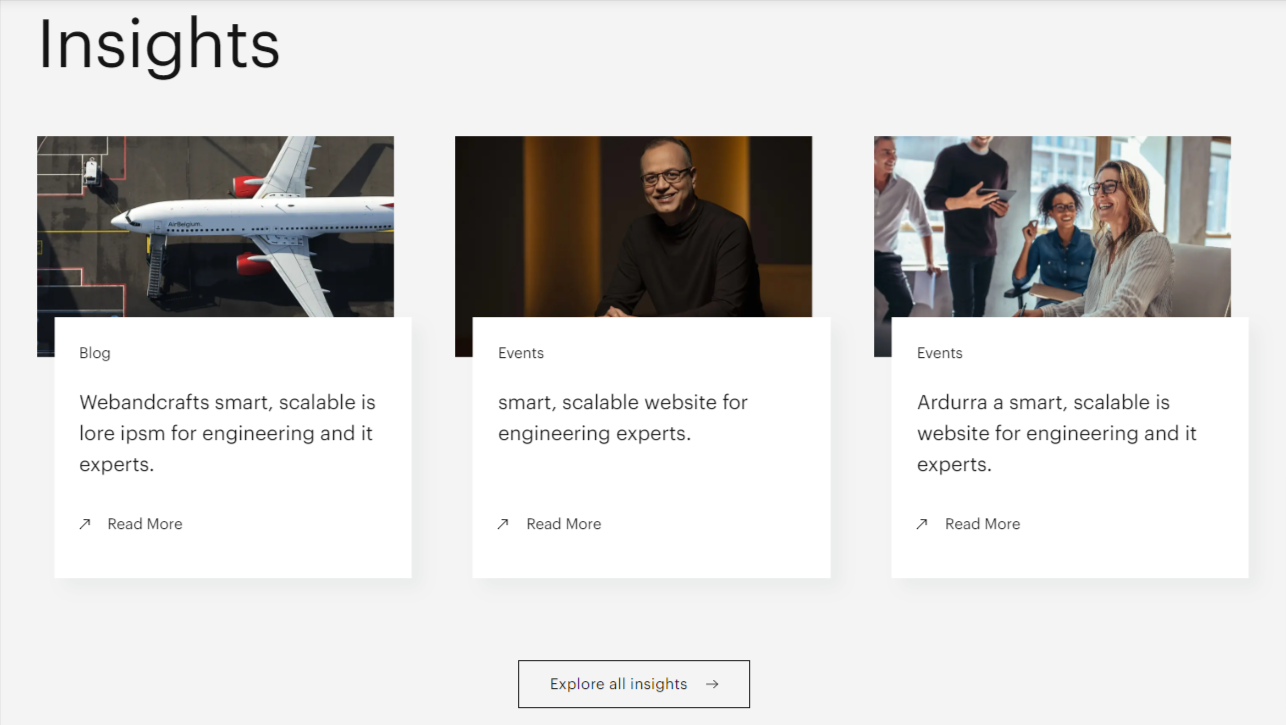 Insights
AirBelgium
Blog
Webandcrafts smart, scalable is
lore ipsm for engineering and it
experts.
Read More
Events
smart, scalable website for
engineering experts.
Read More
Events
Ardurra a smart, scalable is
website for engineering and it
experts.
Read More
Explore all insights